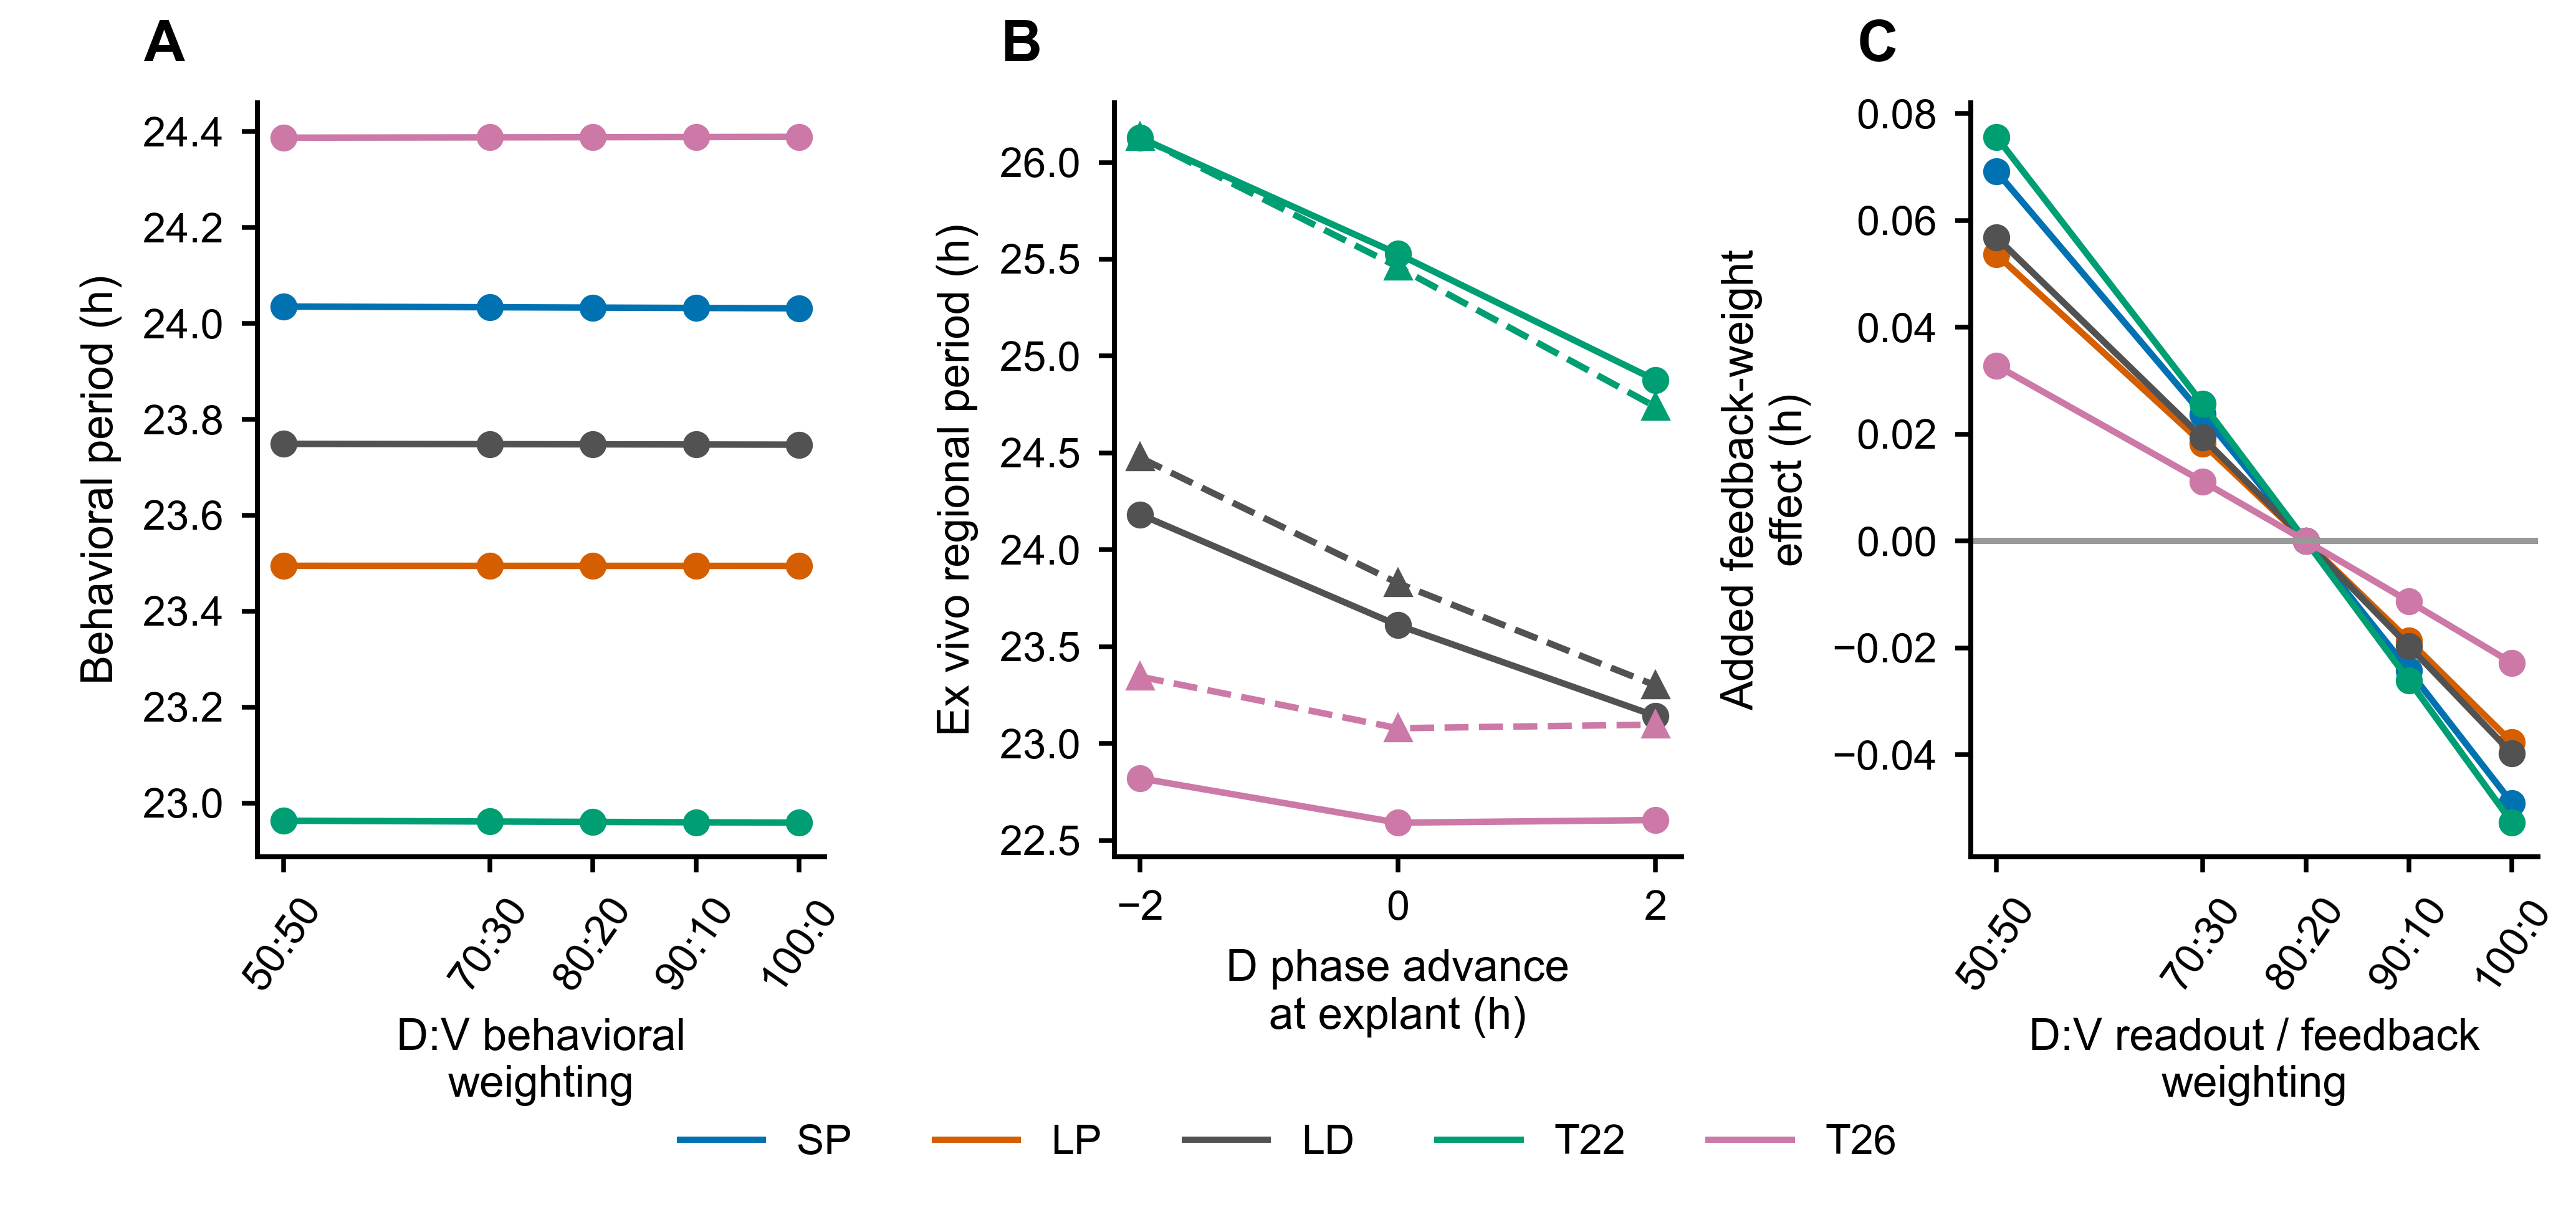 A
Behavioral period (h)
24.4
24.2
24.0
23.8
23.6
23.4
23.2
23.0
50:50
70:30
80:20
90:10
100:0
D:V behavioral
weighting
B
Ex vivo regional period (h)
26.0
25.5
25.0
24.5
24.0
23.5
23.0
22.5
−2
0
2
D phase advance
at explant (h)
C
Added feedback-weight
effect (h)
0.08
0.06
0.04
0.02
0.00
−0.02
−0.04
50:50
70:30
80:20
90:10
100:0
D:V readout / feedback
weighting
SP
LP
LD
T22
T26